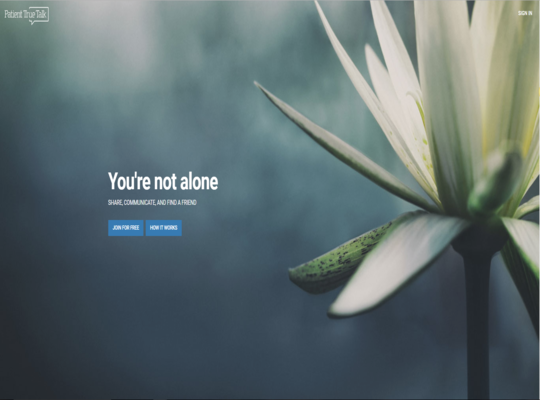 Patient True Talk
SIGN IN
You're not alone
SHARE, COMMUNICATE, AND FIND A FRIEND
JOIN FOR FREE
HOW IT WORKS